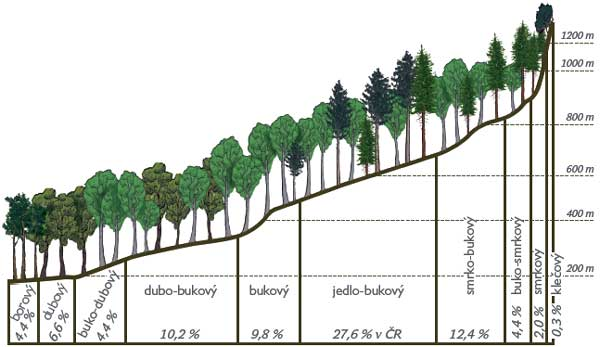 1200 m
1000 m
800 m
600 m
400 m
200 m
borový
4,4 %
dubový
6,6 %
buko-dubový
4,4 %
dubo-bukový
10,2 %
bukový
9,8 %
jedlo-bukový
27,6 % v ČR
smrko-bukový
12,4 %
buko-smrkový
4,4 %
smrkový
2,0 %
klečový
0,3 %